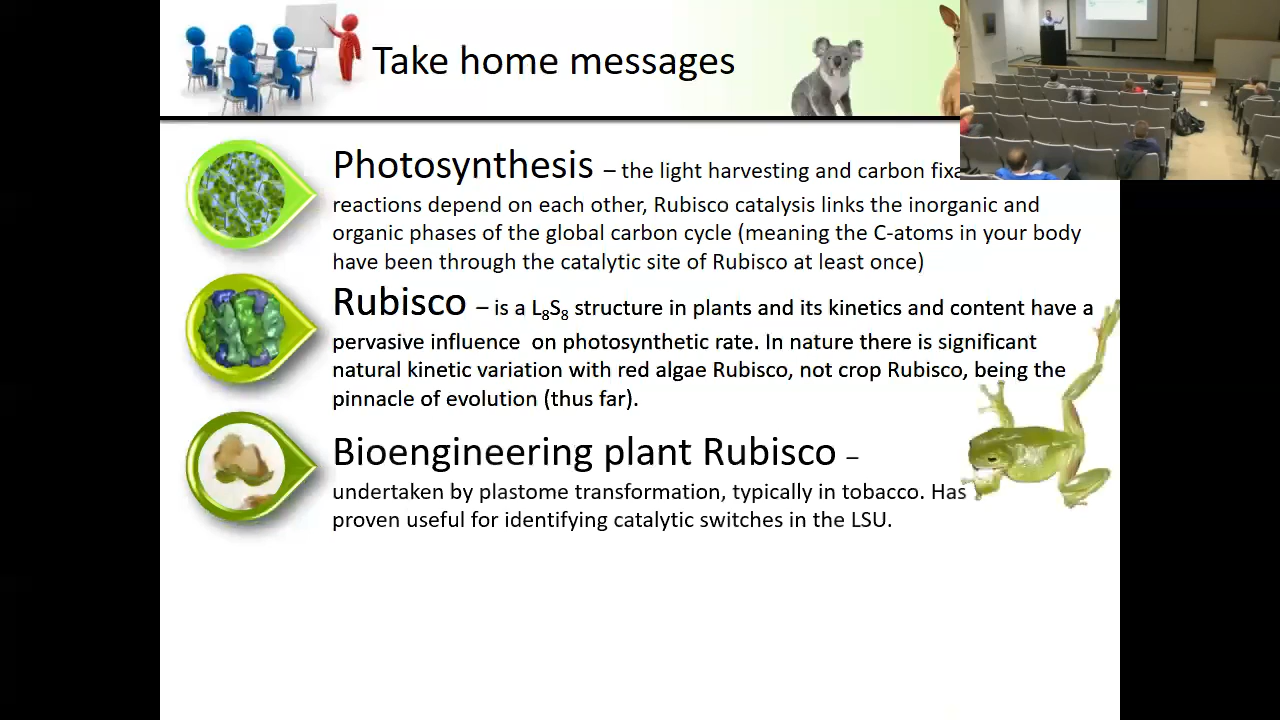 Take home messages
Photosynthesis – the light harvesting and carbon fixa
reactions depend on each other, Rubisco catalysis links the inorganic and
organic phases of the global carbon cycle (meaning the C-atoms in your body
have been through the catalytic site of Rubisco at least once)
Rubisco – is a L₈S₈ structure in plants and its kinetics and content have a
pervasive influence  on photosynthetic rate. In nature there is significant
natural kinetic variation with red algae Rubisco, not crop Rubisco, being the
pinnacle of evolution (thus far).
Bioengineering plant Rubisco –
undertaken by plastome transformation, typically in tobacco. Has
proven useful for identifying catalytic switches in the LSU.